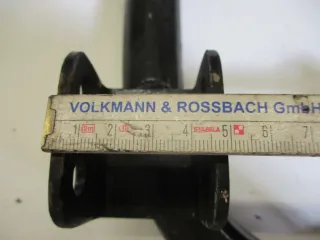 VOLKMANN & ROSSBACH GmbH
1 2 3 4 5 6 7